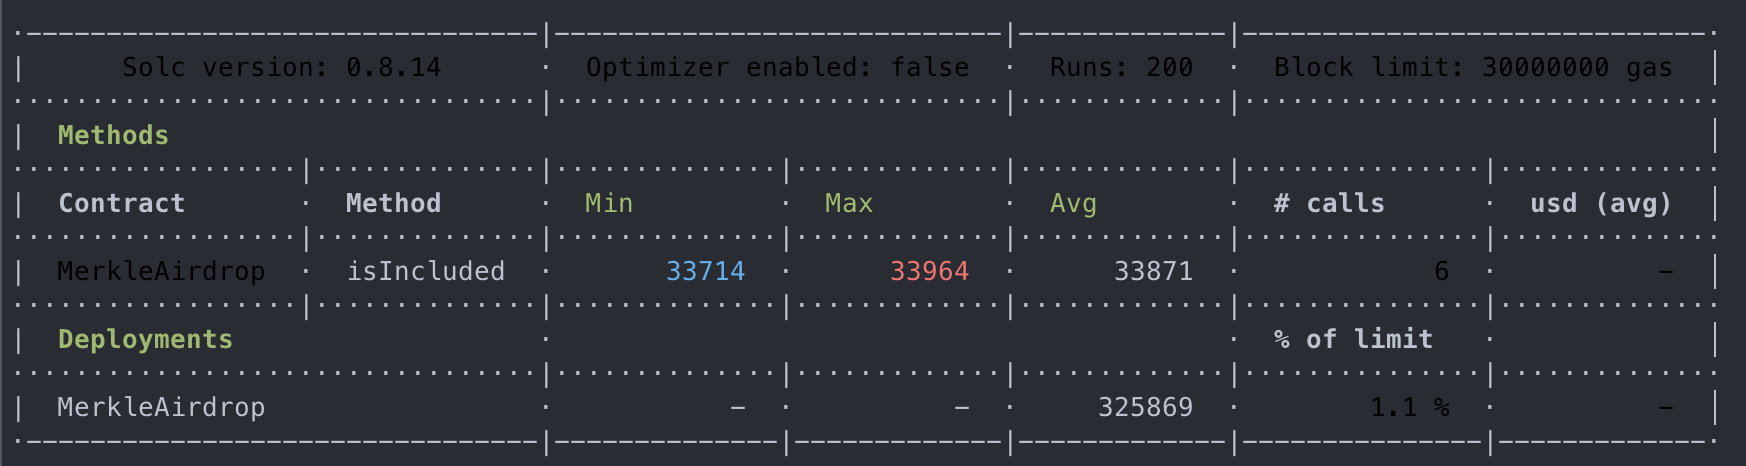 Solc version: 0.8.14 · Optimizer enabled: false · Runs: 200 · Block limit: 30000000 gas
Methods
Contract · Method · Min · Max · Avg · # calls · usd (avg)
MerkleAirdrop · isIncluded · 33714 · 33964 · 33871 · 6 · -
Deployments · · % of limit ·
MerkleAirdrop · - · - · 325869 · 1.1 % · -